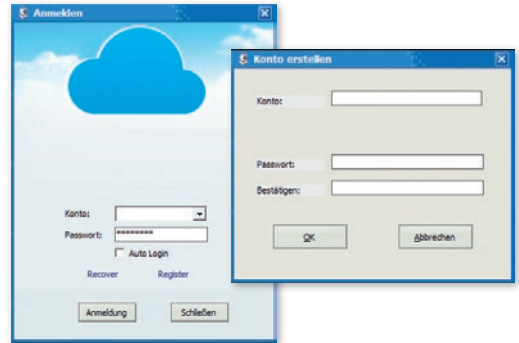 Anmelden
Konto:
Passwort: ********
Auto Login
Recover Register
Anmeldung Schließen
Konto erstellen
Konto:
Passwort:
Bestätigen:
OK Abbrechen